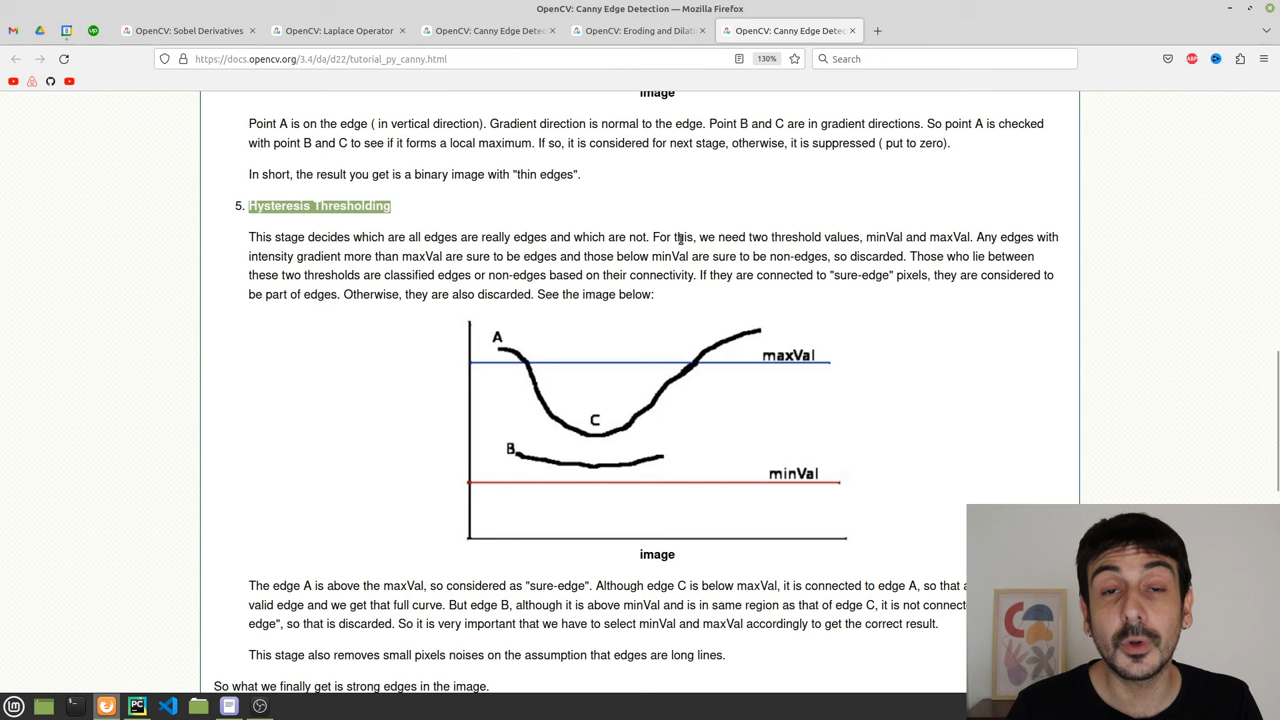 OpenCV: Canny Edge Detection — Mozilla Firefox
OpenCV: Sobel Derivatives
OpenCV: Laplace Operator
OpenCV: Canny Edge Detec
OpenCV: Eroding and Dilati
OpenCV: Canny Edge Detec
https://docs.opencv.org/3.4/da/d22/tutorial_py_canny.html
130%
Search
image
Point A is on the edge ( in vertical direction). Gradient direction is normal to the edge. Point B and C are in gradient directions. So point A is checked
with point B and C to see if it forms a local maximum. If so, it is considered for next stage, otherwise, it is suppressed ( put to zero).
In short, the result you get is a binary image with "thin edges".
5. Hysteresis Thresholding
This stage decides which are all edges are really edges and which are not. For this, we need two threshold values, minVal and maxVal. Any edges with
intensity gradient more than maxVal are sure to be edges and those below minVal are sure to be non-edges, so discarded. Those who lie between
these two thresholds are classified edges or non-edges based on their connectivity. If they are connected to "sure-edge" pixels, they are considered to
be part of edges. Otherwise, they are also discarded. See the image below:
A
maxVal
C
B
minVal
image
The edge A is above the maxVal, so considered as "sure-edge". Although edge C is below maxVal, it is connected to edge A, so that a
valid edge and we get that full curve. But edge B, although it is above minVal and is in same region as that of edge C, it is not connect
edge", so that is discarded. So it is very important that we have to select minVal and maxVal accordingly to get the correct result.
This stage also removes small pixels noises on the assumption that edges are long lines.
So what we finally get is strong edges in the image.